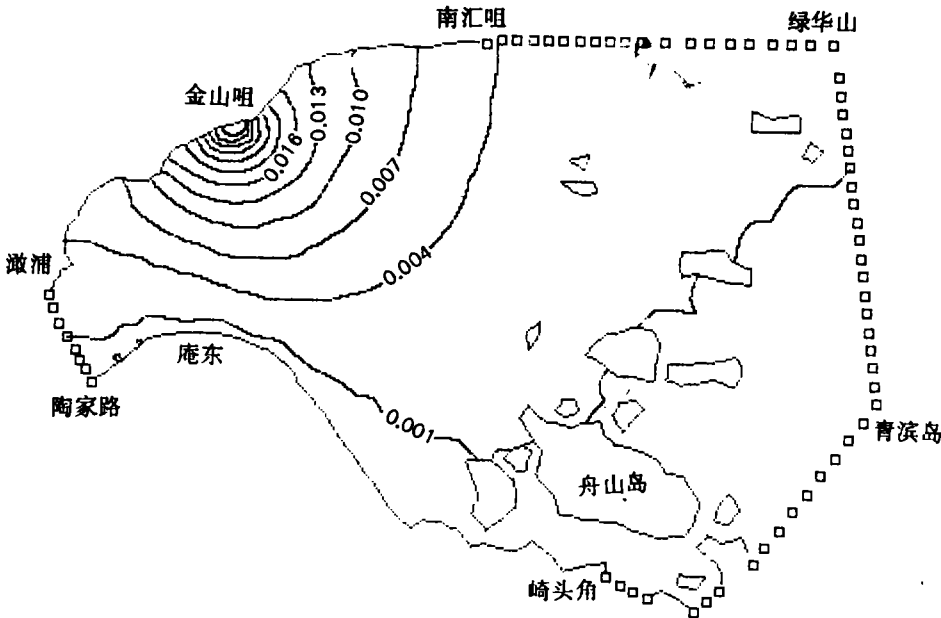 南汇咀
绿华山
金山咀
0.013
0.010
0.016
0.007
澉浦
0.004
庵东
陶家路
0.001
青滨岛
舟山岛
崎头角